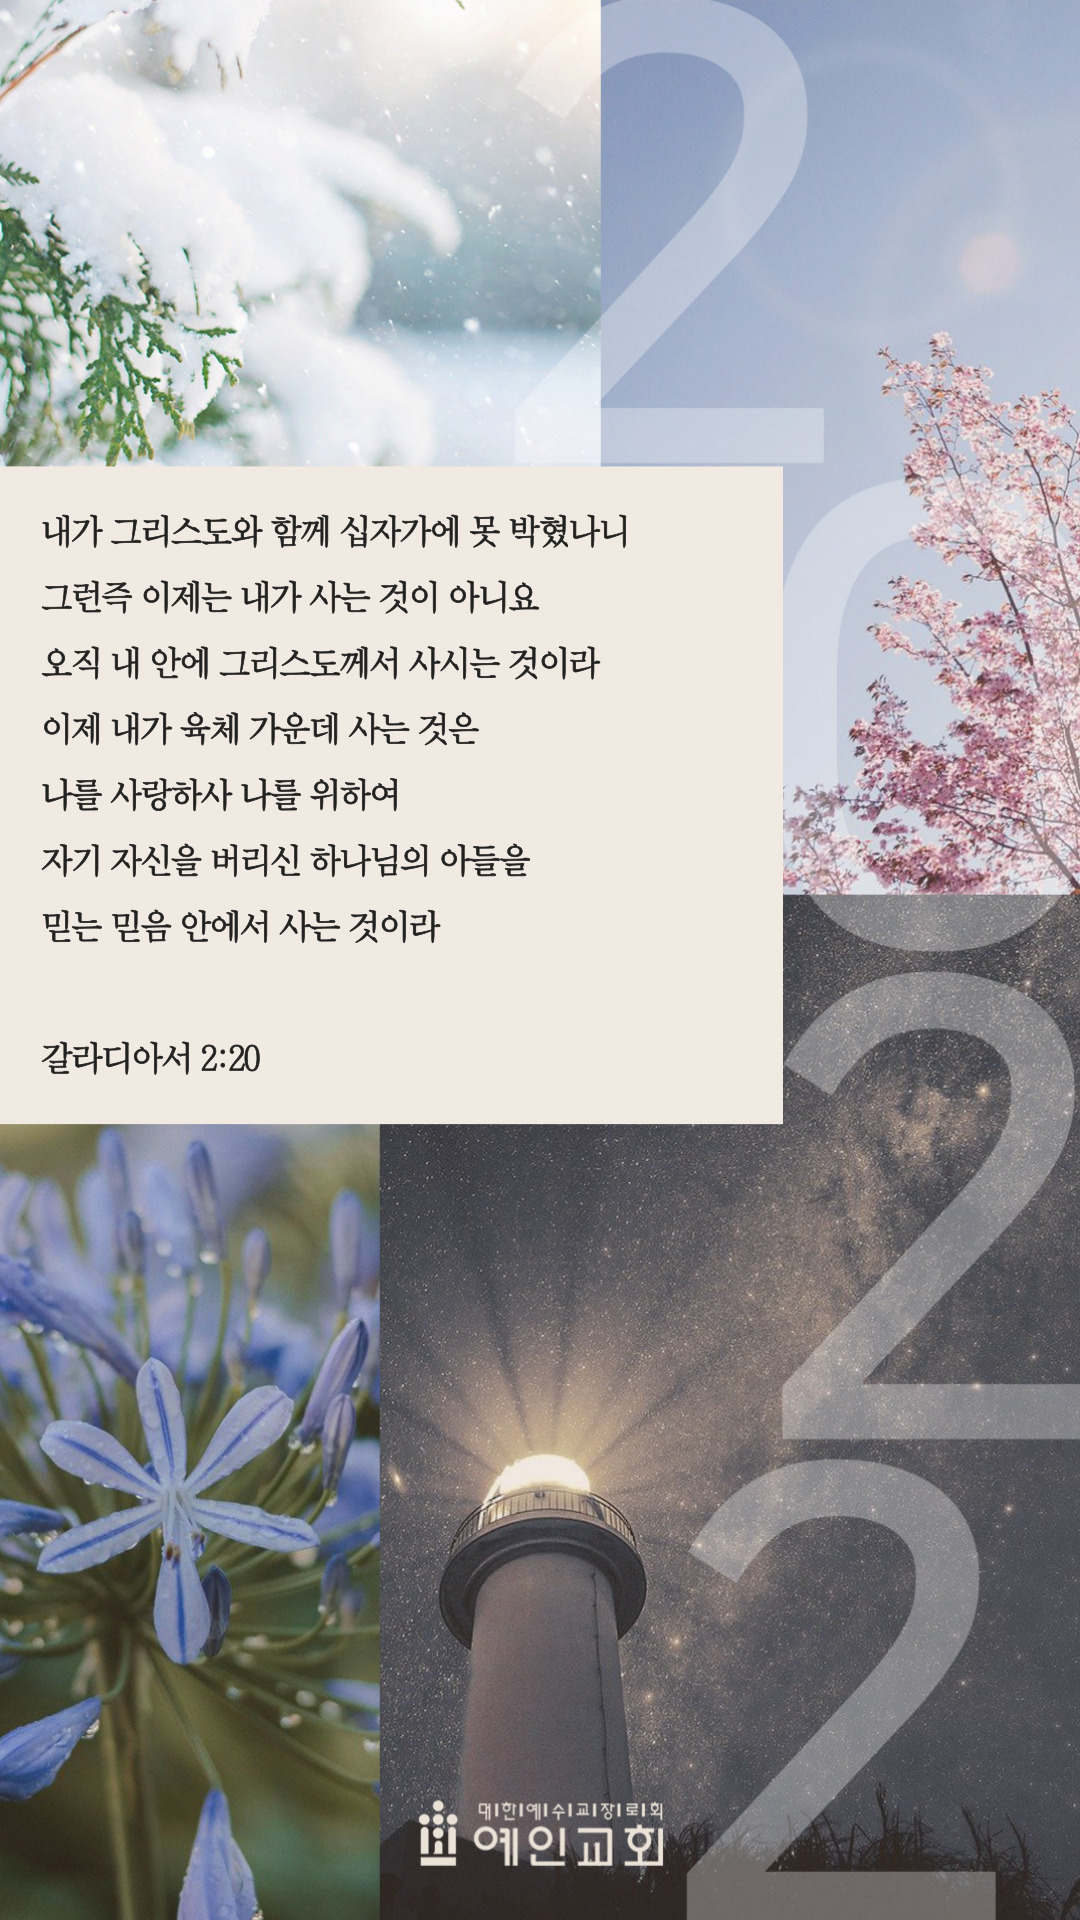 2
0
2
2
내가 그리스도와 함께 십자가에 못 박혔나니
그런즉 이제는 내가 사는 것이 아니요
오직 내 안에 그리스도께서 사시는 것이라
이제 내가 육체 가운데 사는 것은
나를 사랑하사 나를 위하여
자기 자신을 버리신 하나님의 아들을
믿는 믿음 안에서 사는 것이라
갈라디아서 2:20
대한예수교장로회
예인교회